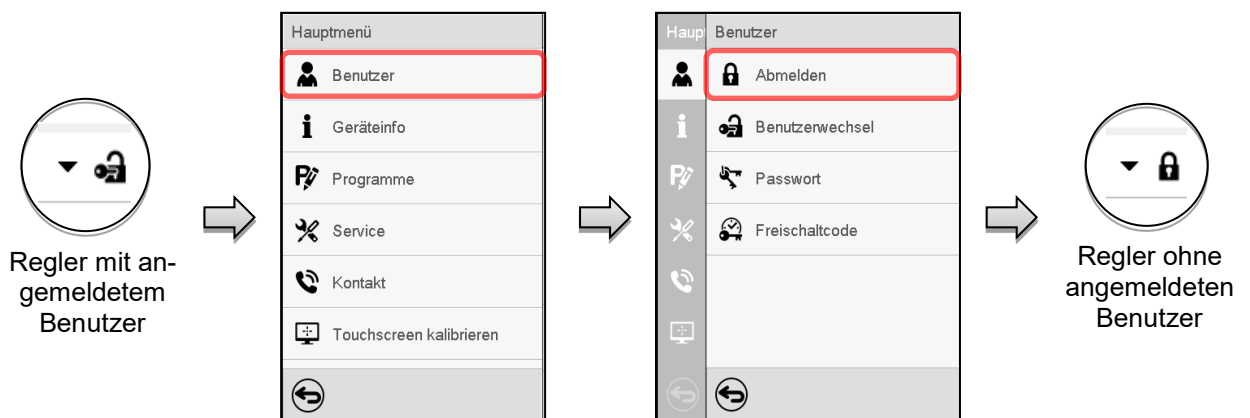 Regler mit an-
gemeldetem
Benutzer
Hauptmenü
Benutzer
Geräteinfo
Programme
Service
Kontakt
Touchscreen kalibrieren
Haup
Benutzer
Abmelden
Benutzerwechsel
Passwort
Freischaltcode
Regler ohne
angemeldeten
Benutzer